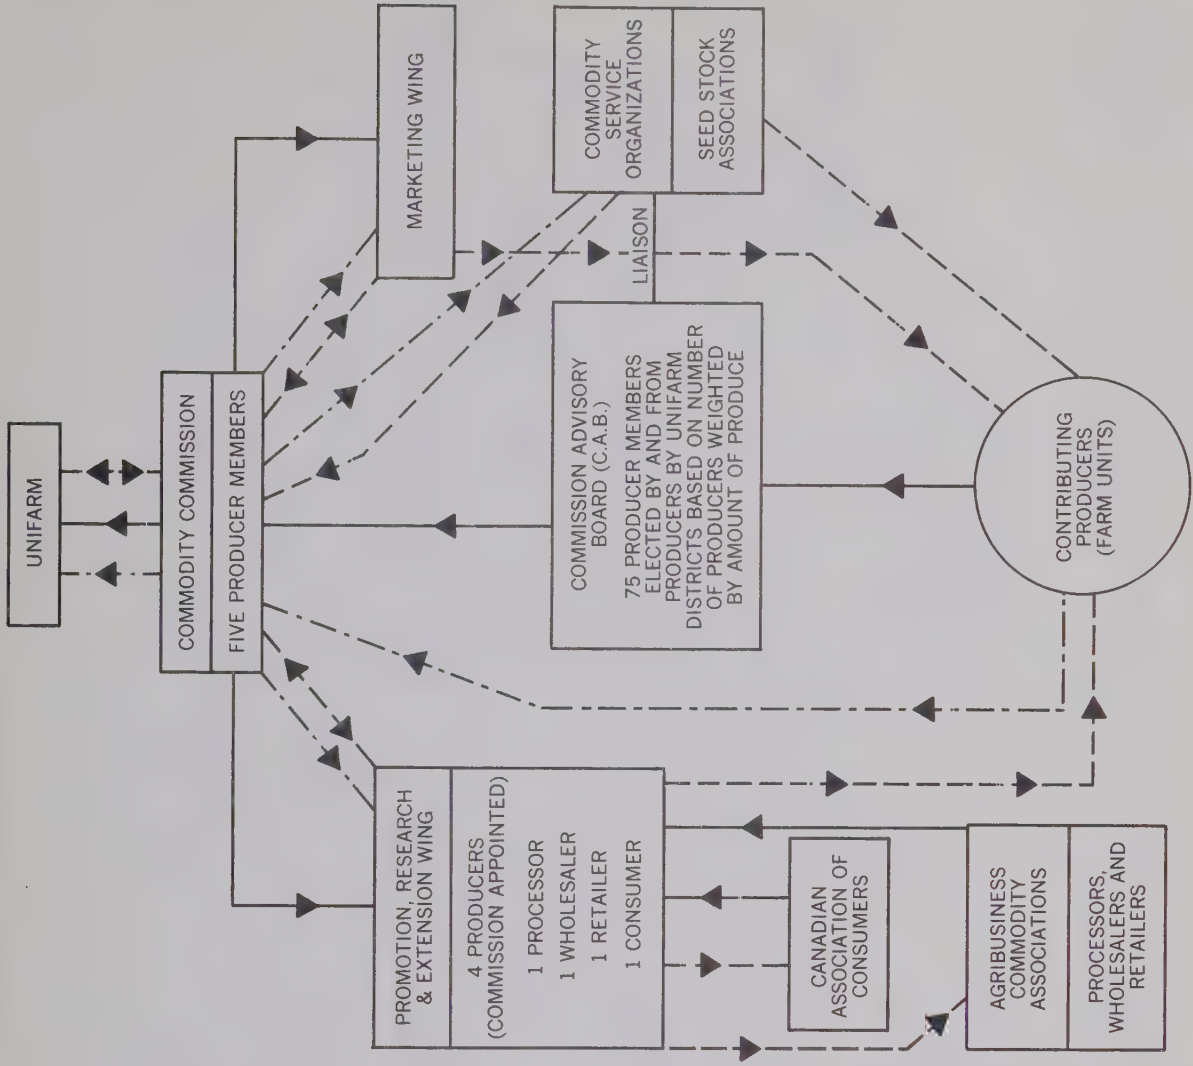 UNIFARM
COMMODITY COMMISSION
FIVE PRODUCER MEMBERS
MARKETING WING
PROMOTION, RESEARCH
& EXTENSION WING
4 PRODUCERS
(COMMISSION APPOINTED)
1 PROCESSOR
1 WHOLESALER
1 RETAILER
1 CONSUMER
COMMISSION ADVISORY
BOARD (C.A.B.)
75 PRODUCER MEMBERS
ELECTED BY AND FROM
PRODUCERS BY UNIFARM
DISTRICTS BASED ON NUMBER
OF PRODUCERS WEIGHTED
BY AMOUNT OF PRODUCE
LIAISON
COMMODITY
SERVICE
ORGANIZATIONS
SEED STOCK
ASSOCIATIONS
CANADIAN
ASSOCIATION OF
CONSUMERS
AGRIBUSINESS
COMMODITY
ASSOCIATIONS
PROCESSORS,
WHOLESALERS AND
RETAILERS
CONTRIBUTING
PRODUCERS
(FARM UNITS)